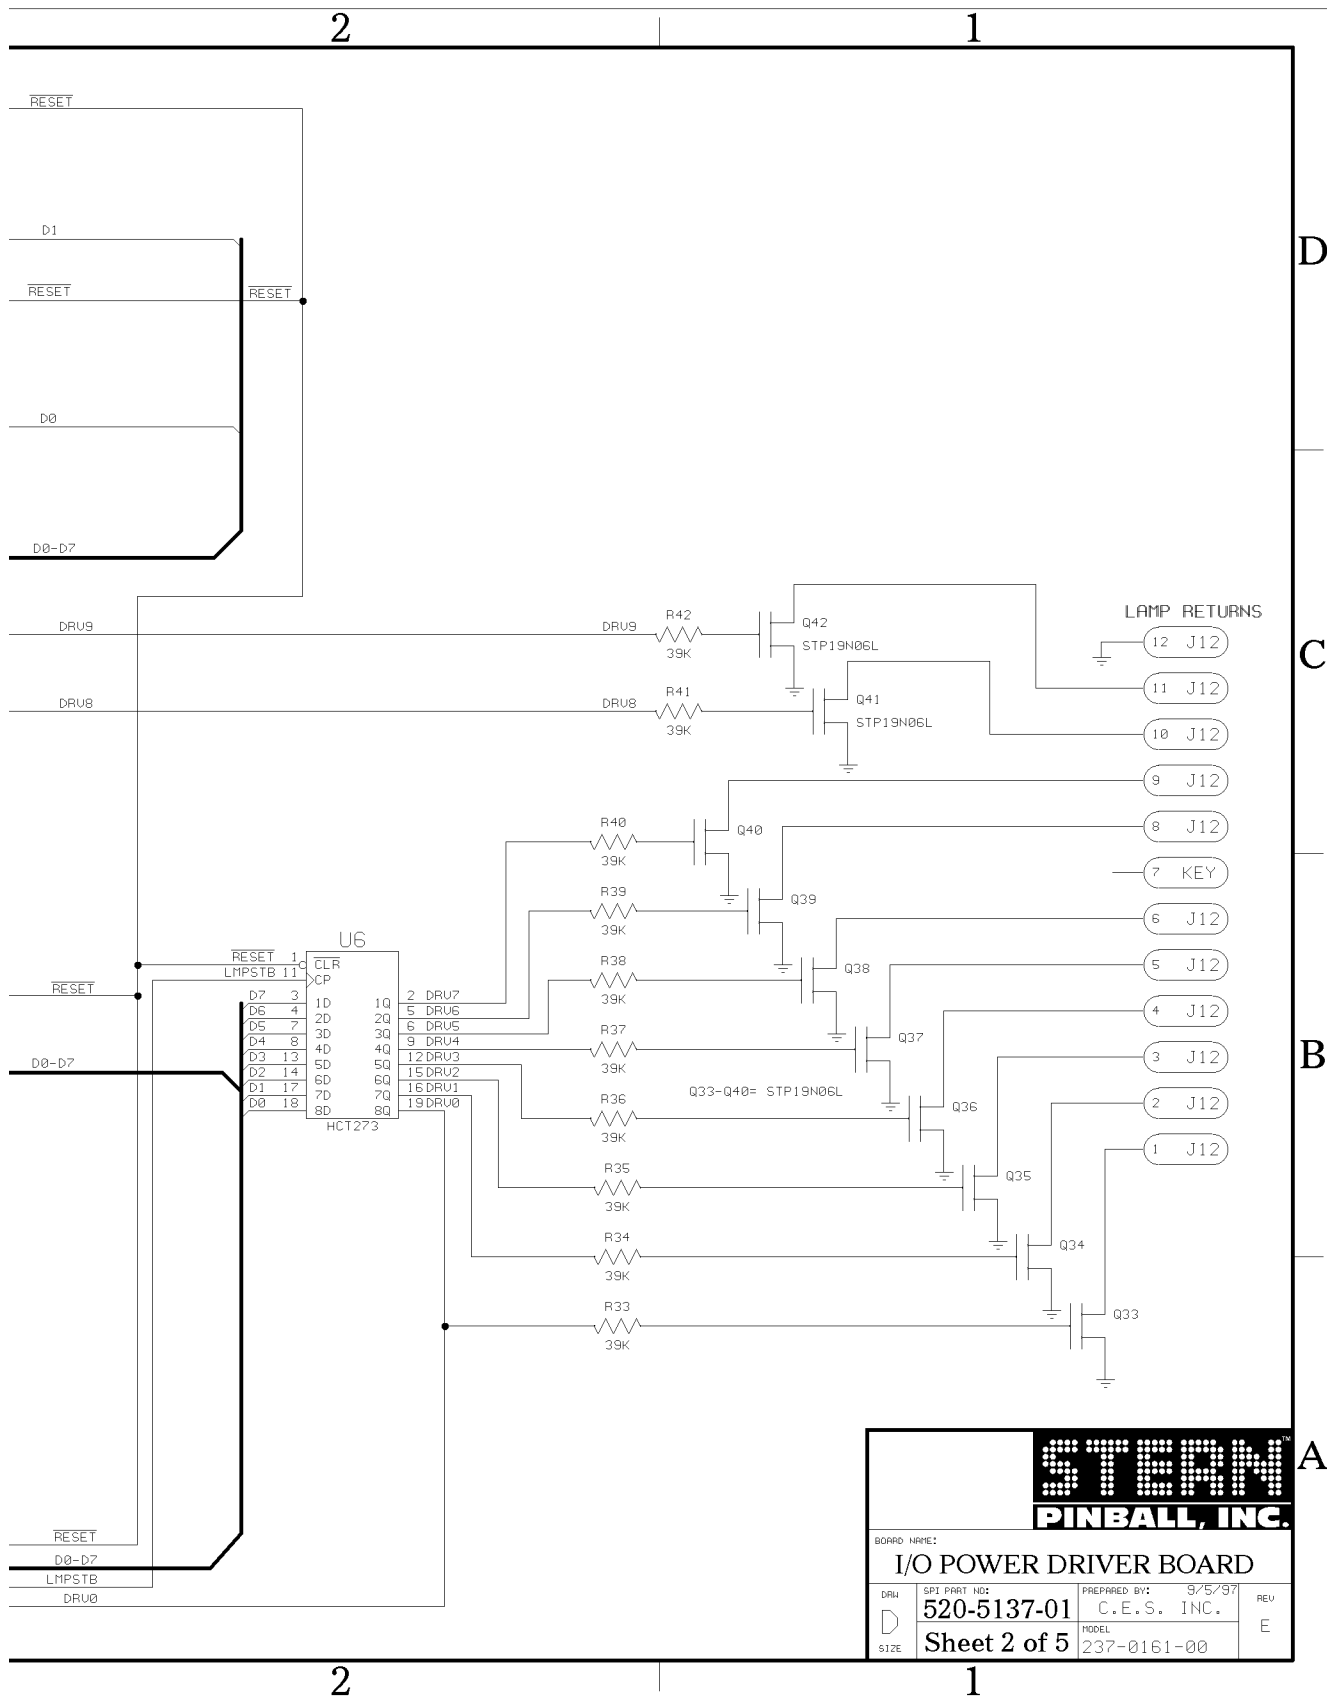 2 1
RESET
D1
D
RESET RESET
D0
D0-D7
LAMP RETURNS
R42
DRV9 DRV9 Q42
39K STP19N06L
12 J12
C
R41
11 J12
DRV8 DRV8 Q41
39K STP19N06L
10 J12
9 J12
R40
Q40
39K
8 J12
7 KEY
R39
Q39
39K
6 J12
U6
RESET 1 CLR
LMPSTB 11 CP
R38
Q38
39K
5 J12
RESET
D7 3 1D 1Q 2 DRV7
D6 4 2D 2Q 5 DRV6
D5 7 3D 3Q 6 DRV5
D4 8 4D 4Q 9 DRV4
D3 13 5D 5Q 12 DRV3
D2 14 6D 6Q 15 DRV2
D1 17 7D 7Q 16 DRV1
D0 18 8D 8Q 19 DRV0
HCT273
D0-D7
4 J12
R37
Q37
39K
3 J12
B
Q33-Q40= STP19N06L
R36
Q36
39K
2 J12
1 J12
R35
Q35
39K
R34
Q34
39K
R33
Q33
39K
STERN™
PINBALL, INC.
A
RESET
D0-D7
LMPSTB
DRV0
BOARD NAME:
I/O POWER DRIVER BOARD
DRW
D
SIZE
SPI PART NO:
520-5137-01
PREPARED BY: 9/5/97
C.E.S. INC.
REV
E
Sheet 2 of 5
MODEL
237-0161-00
2 1